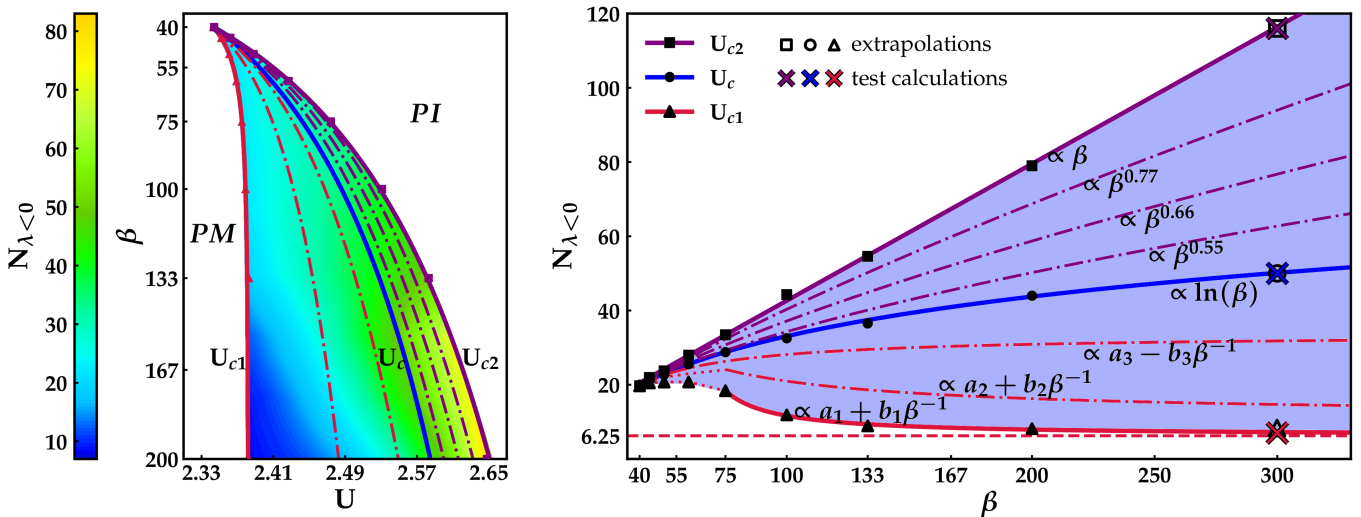 N_{λ<0}
80
70
60
50
40
30
20
10
β
40
55
75
100
133
167
200
PI
PM
U_{c1}
U_c
U_{c2}
2.33
2.41
2.49
2.57
2.65
U
N_{λ<0}
120
100
80
60
40
20
6.25
U_{c2}
extrapolations
U_c
test calculations
U_{c1}
∝ β
∝ β^{0.77}
∝ β^{0.66}
∝ β^{0.55}
∝ ln(β)
∝ a_3 − b_3β^{−1}
∝ a_2 + b_2β^{−1}
∝ a_1 + b_1β^{−1}
40
55
75
100
133
167
200
250
300
β